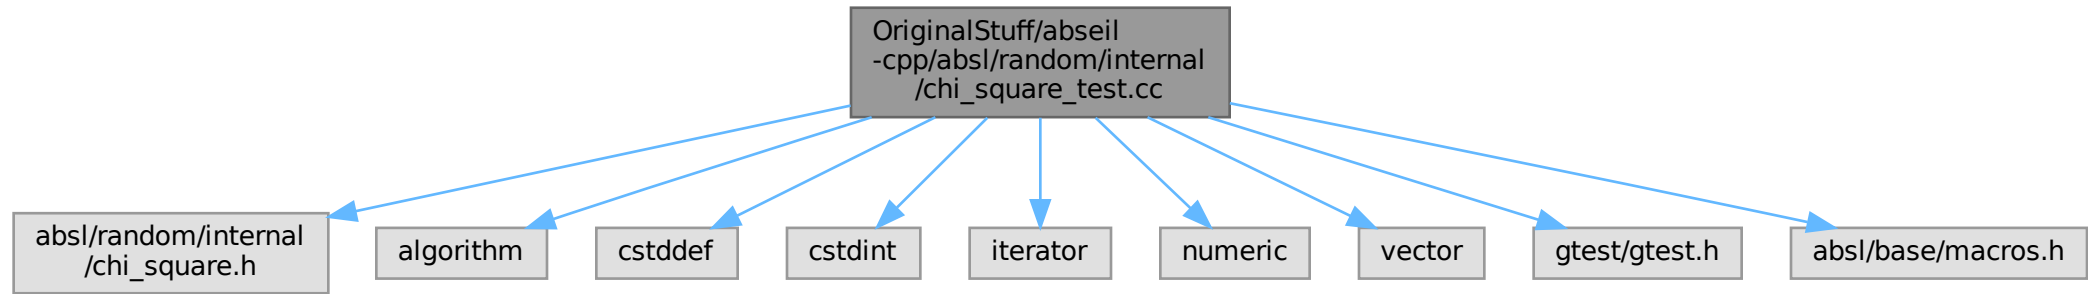 OriginalStuff/abseil
-cpp/absl/random/internal
/chi_square_test.cc
absl/random/internal
/chi_square.h
algorithm
cstddef
cstdint
iterator
numeric
vector
gtest/gtest.h
absl/base/macros.h